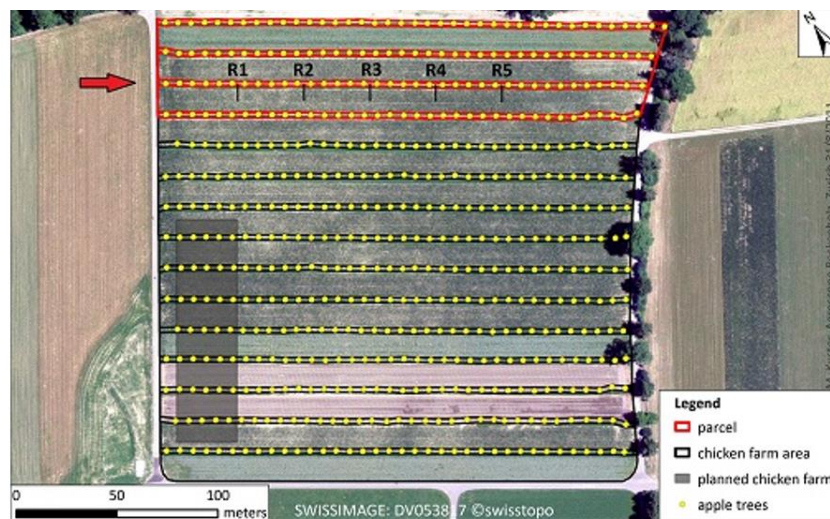 N
R1 R2 R3 R4 R5
Legend
parcel
chicken farm area
planned chicken farm
apple trees
0 50 100
meters
SWISSIMAGE: DV0538 7 ©swisstopo